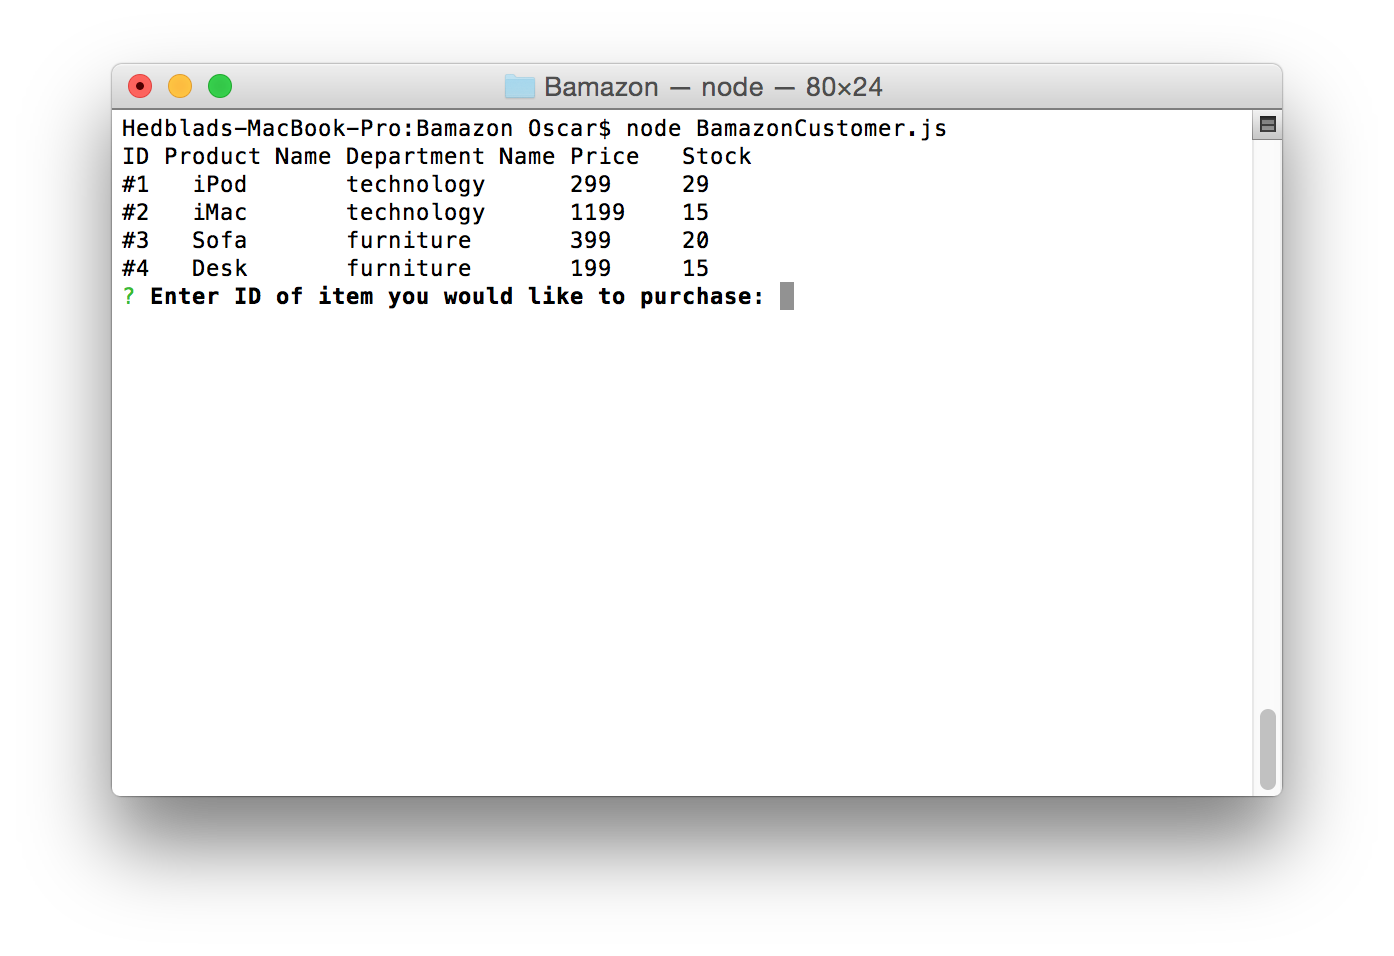 Bamazon — node — 80×24
Hedblads-MacBook-Pro:Bamazon Oscar$ node BamazonCustomer.js
ID Product Name Department Name Price   Stock
#1   iPod       technology      299     29
#2   iMac       technology      1199    15
#3   Sofa       furniture       399     20
#4   Desk       furniture       199     15
? Enter ID of item you would like to purchase: